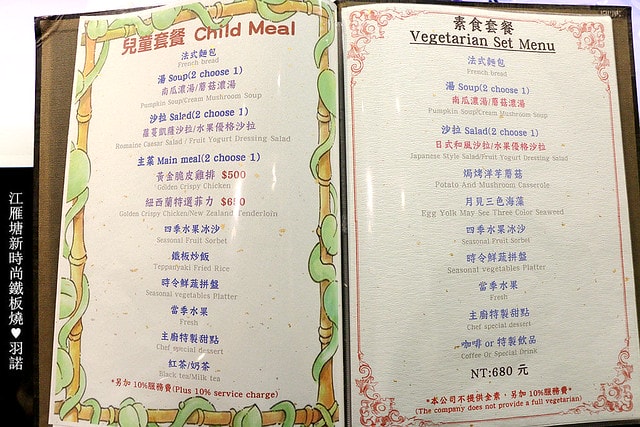 江雁塘新時尚鐵板燒♥羽諾
兒童套餐 Child Meal
法式麵包
French bread
湯 Soup(2 choose 1)
南瓜濃湯/蘑菇濃湯
Pumpkin Soup/Cream Mushroom Soup
沙拉 Saled(2 choose 1)
蘿蔓凱薩沙拉/水果優格沙拉
Romaine Caesar Salad / Fruit Yogurt Dressing Salad
主菜 Main meal(2 choose 1)
黃金脆皮雞排 $500
Golden Crispy Chicken
紐西蘭特選菲力 $650
Golden Crispy Chicken/New Zealand Tenderloin
四季水果冰沙
Seasonal Fruit Sorbet
鐵板炒飯
Teppanyaki Fried Rice
時令鮮蔬拼盤
Seasonal vegetables Platter
當季水果
Fresh
主廚特製甜點
Chef special dessert
紅茶/奶茶
Black tea/Milk tea
*另加 10%服務費(Plus 10% service charge)
素食套餐
Vegetarian Set Menu
法式麵包
French bread
湯 Soup(2 choose 1)
南瓜濃湯/蘑菇濃湯
Pumpkin Soup/Cream Mushroom Soup
沙拉 Salad(2 choose 1)
日式和風沙拉/水果優格沙拉
Japanese Style Salad/Fruit Yogurt Dressing Salad
焗烤洋芋蘑菇
Potato And Mushroom Casserole
月見三色海藻
Egg Yolk May See Three Color Seaweed
四季水果冰沙
Seasonal Fruit Sorbet
時令鮮蔬拼盤
Seasonal vegetables Platter
當季水果
Fresh
主廚特製甜點
Chef special dessert
咖啡 or 特製飲品
Coffee Or Special Drink
NT:680 元
*本公司不提供全素，另加 10%服務費*
(The company does not provide a full vegetarian)